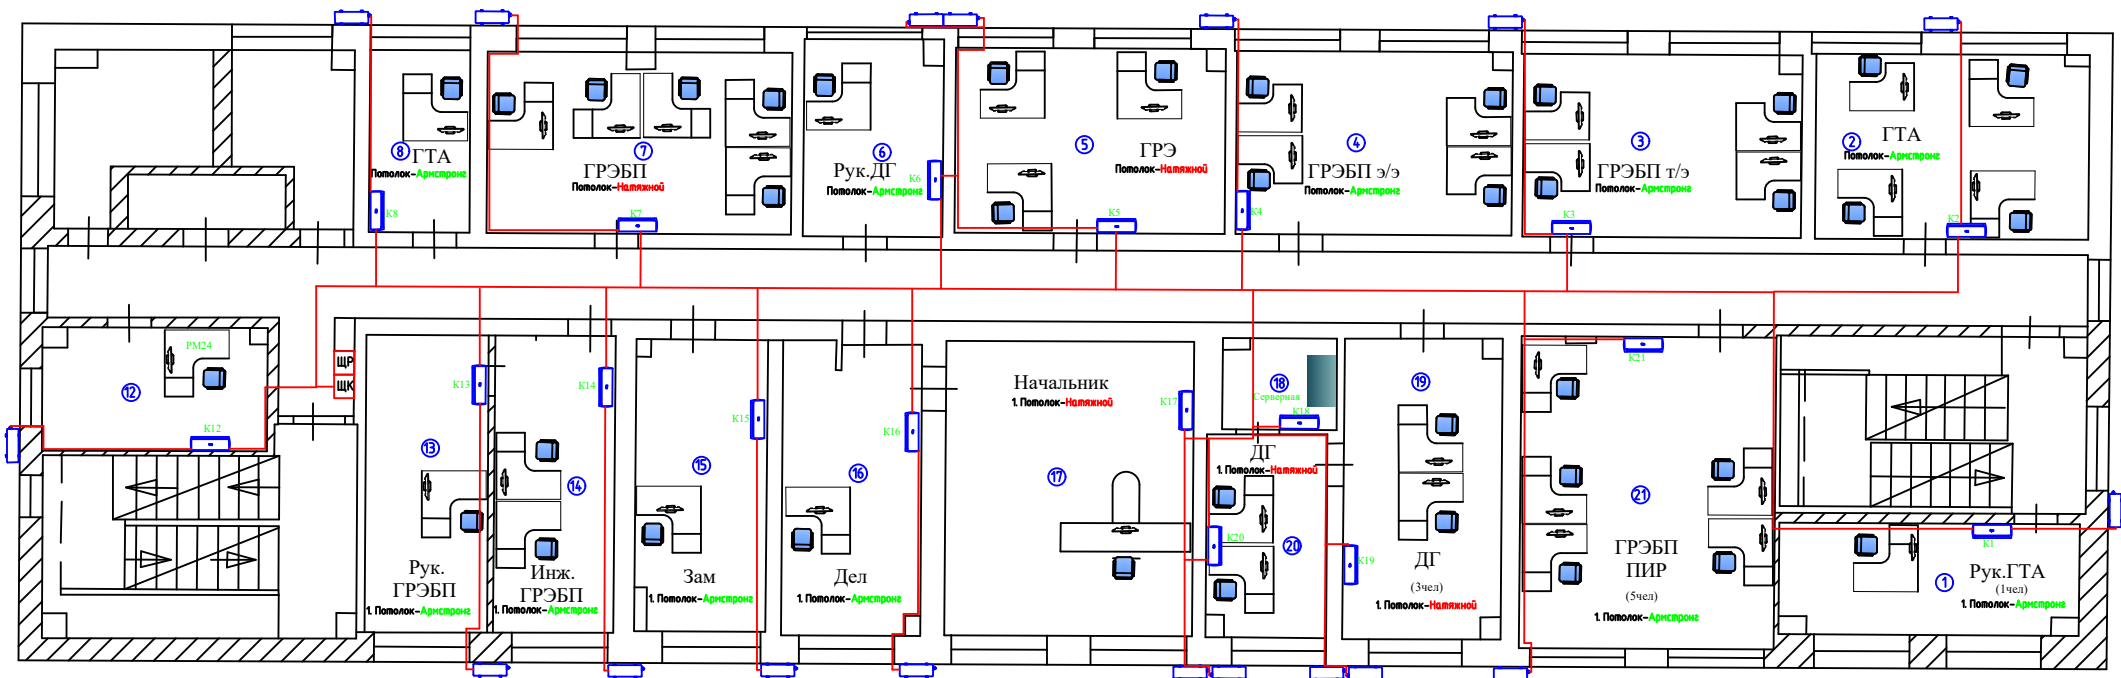 8
ГТА
Потолок-Армстронг
К8
7
ГРЭБП
Потолок-Натяжной
К7
6
Рук.ДГ
Потолок-Армстронг
К6
5
ГРЭ
Потолок-Натяжной
К5
4
ГРЭБП э/э
Потолок-Армстронг
К4
3
ГРЭБП т/э
Потолок-Армстронг
К3
2
ГТА
Потолок-Армстронг
К2
РМ24
12
К12
ЩР
ЩК
13
К13
Рук.
ГРЭБП
1. Потолок-Армстронг
14
К14
Инж.
ГРЭБП
1. Потолок-Армстронг
15
К15
Зам
1. Потолок-Армстронг
16
К16
Дел
1. Потолок-Армстронг
Начальник
1. Потолок-Натяжной
К17
17
18
Серверная
К18
ДГ
1. Потолок-Натяжной
К20
20
19
К19
ДГ
(3чел)
1. Потолок-Натяжной
К21
21
ГРЭБП
ПИР
(5чел)
1. Потолок-Армстронг
К1
1
Рук.ГТА
(1чел)
1. Потолок-Армстронг